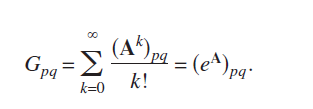 $G_{pq} = \sum_{k=0}^{\infty} \frac{(\mathbf{A}^k)_{pq}}{k!} = (e^{\mathbf{A}})_{pq}.$